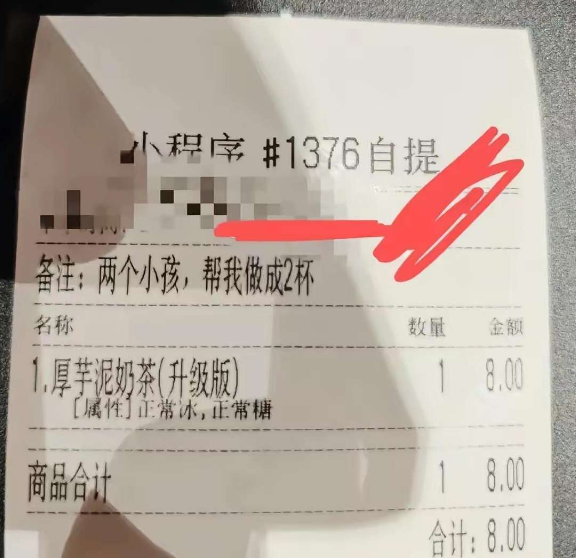 小程序 #1376自提
备注：两个小孩，帮我做成2杯
名称 数量 金额
1.厚芋泥奶茶(升级版) 1 8.00
[属性]正常冰,正常糖
商品合计 1 8.00
合计:8.00